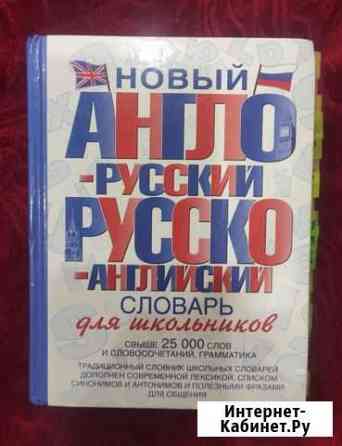 НОВЫЙ
АНГЛО
-РУССКИЙ
РУССКО
-АНГЛИЙСКИЙ
СЛОВАРЬ
для школьников
СВЫШЕ 25 000 СЛОВ
И СЛОВОСОЧЕТАНИЙ, ГРАММАТИКА
ТРАДИЦИОННЫЙ СЛОВНИК ШКОЛЬНЫХ СЛОВАРЕЙ
ДОПОЛНЕН СОВРЕМЕННОЙ ЛЕКСИКОЙ, СПИСКОМ
СИНОНИМОВ И АНТОНИМОВ И ПОЛЕЗНЫМИ ФРАЗАМИ
ДЛЯ ОБЩЕНИЯ
Интернет-
Кабинет.Ру